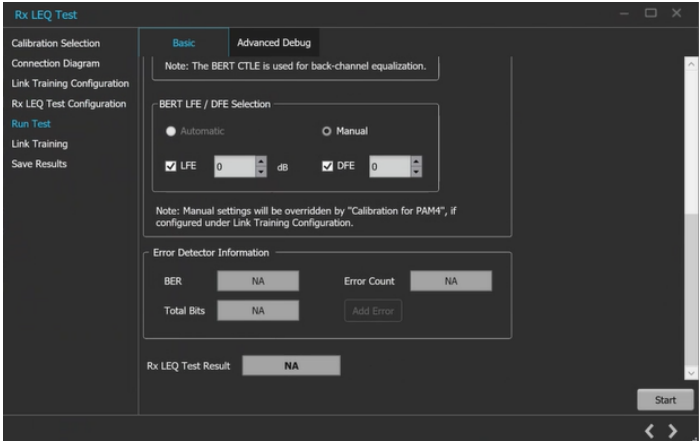 Rx LEQ Test
Calibration Selection
Connection Diagram
Link Training Configuration
Rx LEQ Test Configuration
Run Test
Link Training
Save Results
Basic
Advanced Debug
Note: The BERT CTLE is used for back-channel equalization.
BERT LFE / DFE Selection
Automatic
Manual
LFE 0 dB
DFE 0
Note: Manual settings will be overridden by "Calibration for PAM4", if
configured under Link Training Configuration.
Error Detector Information
BER NA
Error Count NA
Total Bits NA
Add Error
Rx LEQ Test Result NA
Start